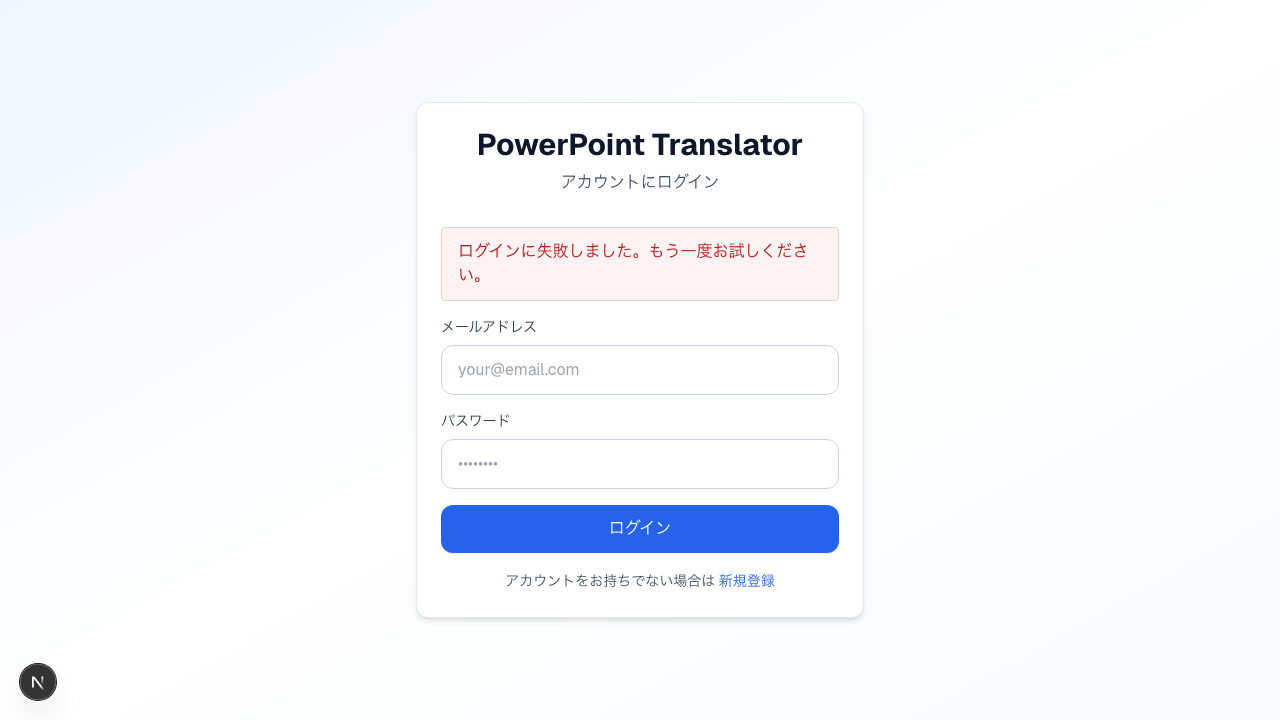 PowerPoint Translator
アカウントにログイン
ログインに失敗しました。もう一度お試しくださ
い。
メールアドレス
your@email.com
パスワード
••••••••
ログイン
アカウントをお持ちでない場合は 新規登録
N